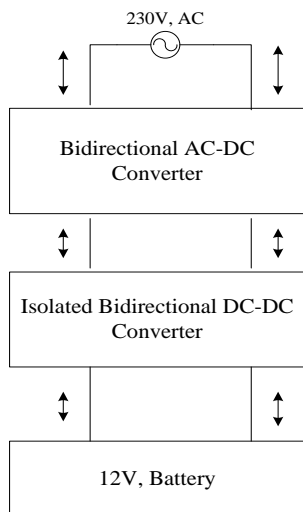 230V, AC
Bidirectional AC-DC
Converter
Isolated Bidirectional DC-DC
Converter
12V, Battery